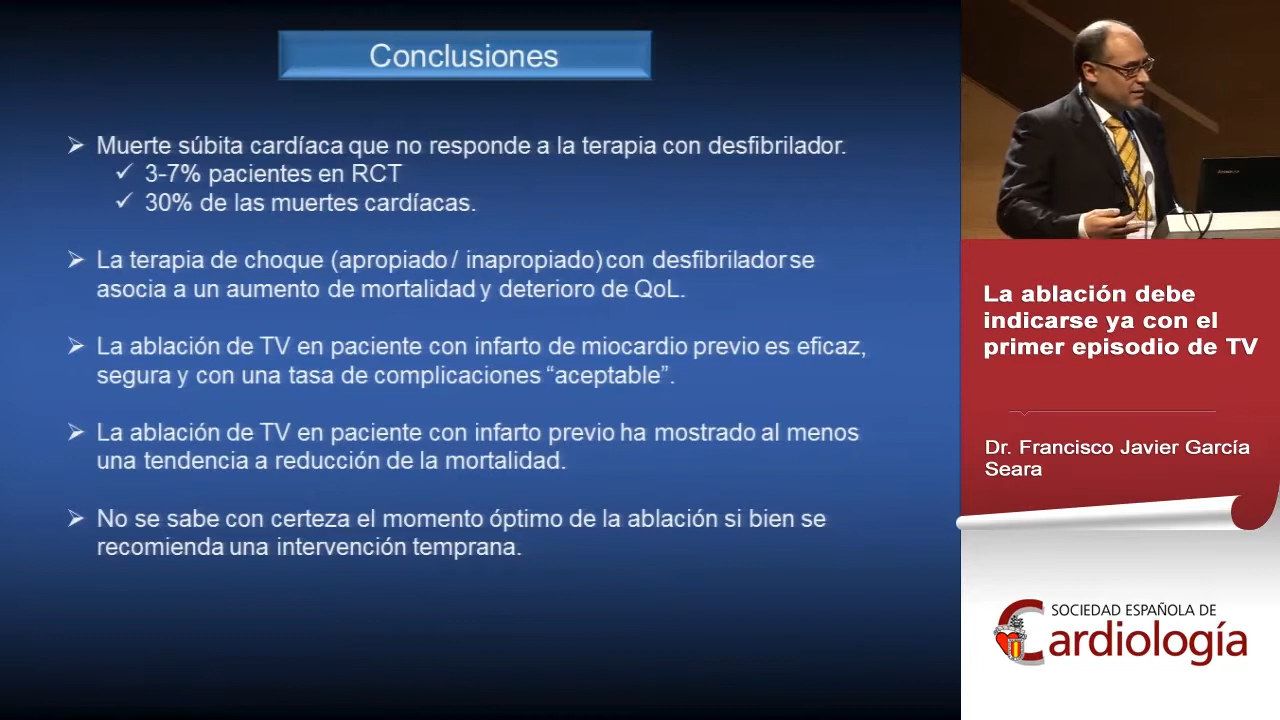 Conclusiones
Muerte súbita cardíaca que no responde a la terapia con desfibrilador.
3-7% pacientes en RCT
30% de las muertes cardíacas.
La terapia de choque (apropiado / inapropiado) con desfibrilador se
asocia a un aumento de mortalidad y deterioro de QoL.
La ablación de TV en paciente con infarto de miocardio previo es eficaz,
segura y con una tasa de complicaciones “aceptable”.
La ablación de TV en paciente con infarto previo ha mostrado al menos
una tendencia a reducción de la mortalidad.
No se sabe con certeza el momento óptimo de la ablación si bien se
recomienda una intervención temprana.
La ablación debe
indicarse ya con el
primer episodio de TV
Dr. Francisco Javier García
Seara
SOCIEDAD ESPAÑOLA DE
Cardiología